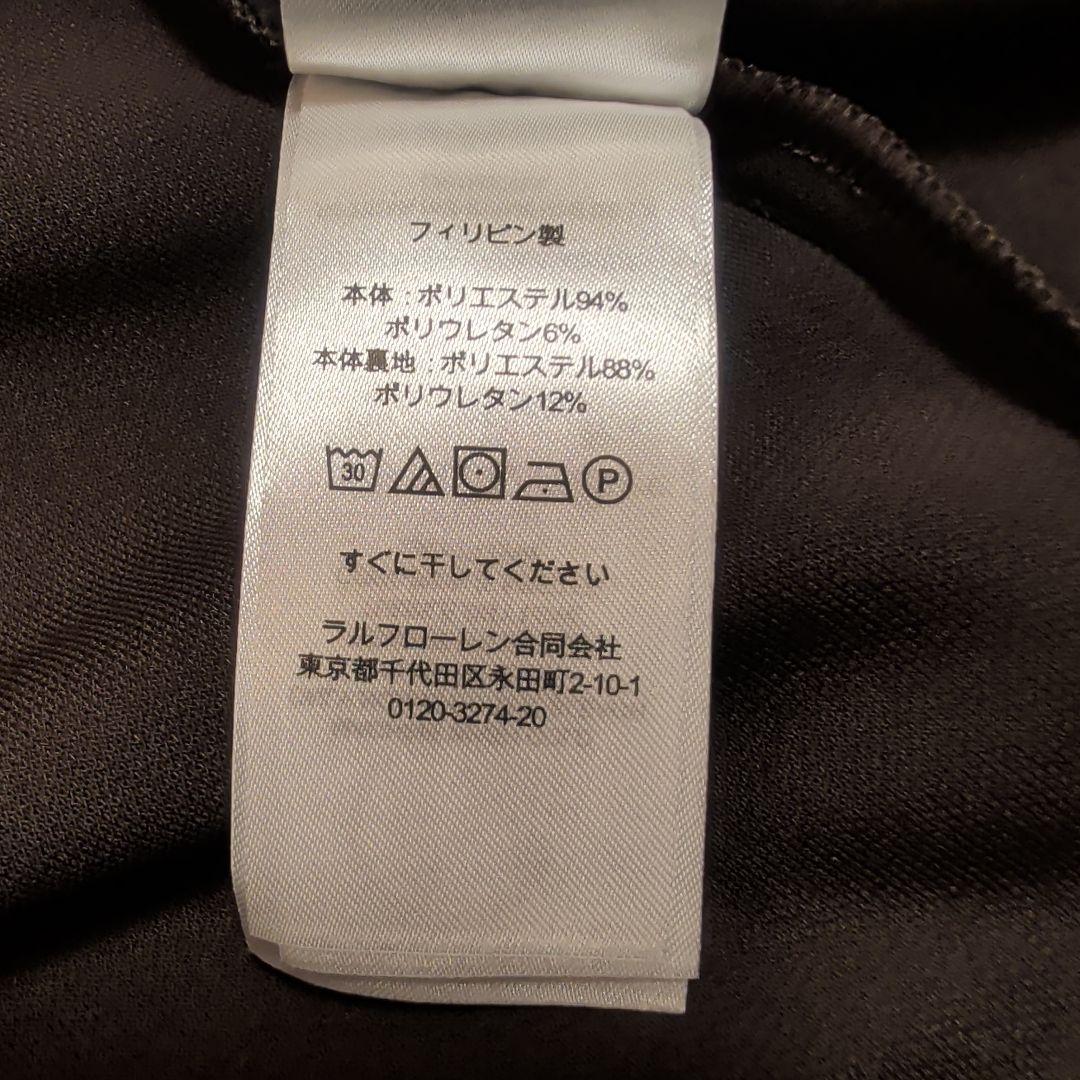 フィリピン製
本体 : ポリエステル94%
ポリウレタン6%
本体裏地 : ポリエステル88%
ポリウレタン12%
30 P
すぐに干してください
ラルフローレン合同会社
東京都千代田区永田町2-10-1
0120-3274-20